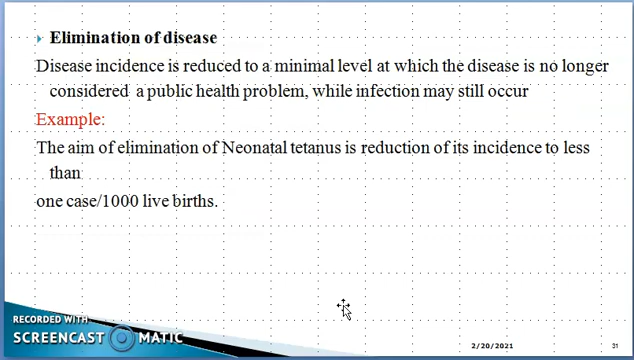 Elimination of disease
Disease incidence is reduced to a minimal level at which the disease is no longer
considered a public health problem, while infection may still occur
Example:
The aim of elimination of Neonatal tetanus is reduction of its incidence to less
than
one case/1000 live births.
RECORDED WITH
SCREENCAST MATIC
2/20/2021
31